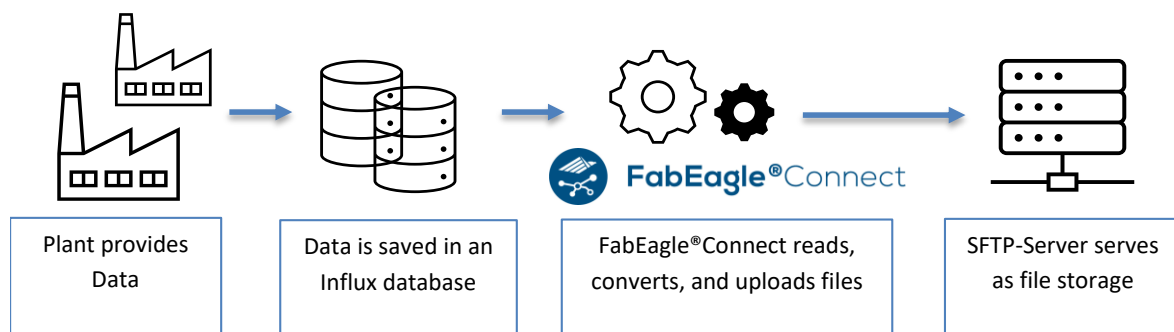 FabEagle®Connect
Plant provides
Data
Data is saved in an
Influx database
FabEagle®Connect reads,
converts, and uploads files
SFTP-Server serves
as file storage